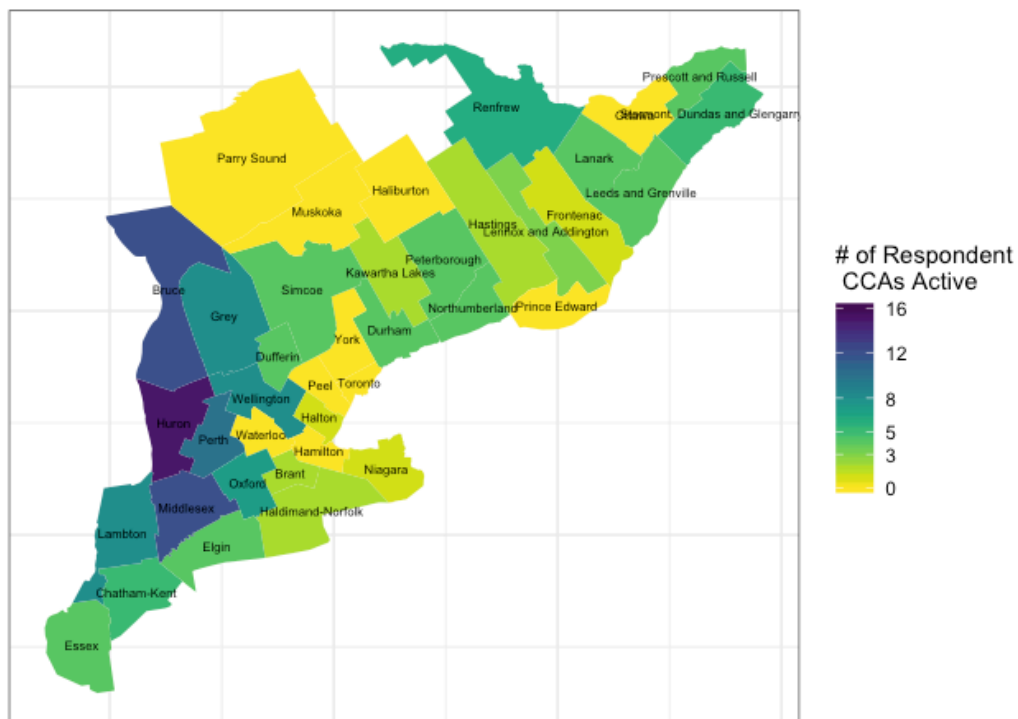 Prescott and Russell
Renfrew
Ottawa
Stormont, Dundas and Glengarry
Parry Sound
Lanark
Haliburton
Leeds and Grenville
Muskoka
Frontenac
Hastings
Lennox and Addington
Peterborough
Kawartha Lakes
Bruce
Simcoe
Northumberland
Prince Edward
Grey
Durham
York
Dufferin
Peel
Toronto
Wellington
Halton
Huron
Perth
Waterloo
Hamilton
Niagara
Brant
Oxford
Middlesex
Haldimand-Norfolk
Lambton
Elgin
Chatham-Kent
Essex
# of Respondent
CCAs Active
16
12
8
5
3
0